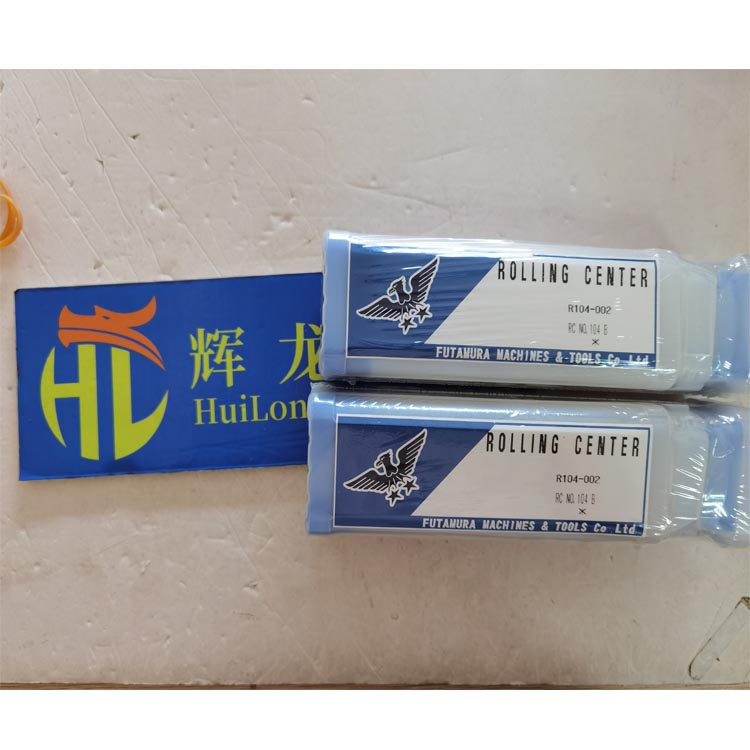 HL
辉龙
HuiLon
ROLLING CENTER
R104-002
RC NO.104 B
×
FUTAMURA MACHINES & TOOLS Co Ltd
ROLLING CENTER
R104-002
RC NO.104 B
×
FUTAMURA MACHINES & TOOLS Co Ltd